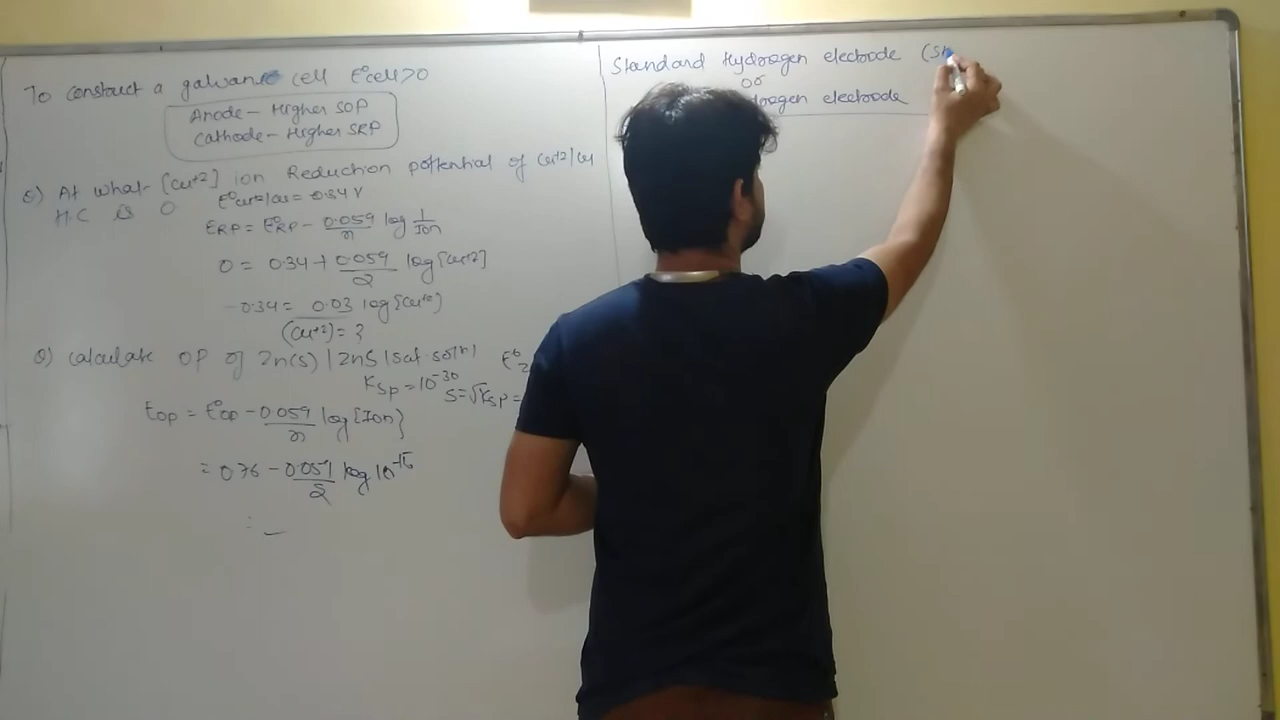 To construct a galvanic cell E°cell>0
Anode - Higher SOP
Cathode - Higher SRP
Q) At what [Cu+2] ion Reduction potential of Cu+2/Cu
H.C is 0 E°Cu+2/Cu = 0.34 V
ERP = E°RP - 0.059/n log 1/Ion
0 = 0.34 + 0.059/2 log[Cu+2]
-0.34 = 0.03 log[Cu+2]
(Cu+2) = ?
Q) calculate OP of Zn(s) | ZnS | sat. sol(n)
Ksp = 10-30
S=√Ksp =
EOP = E°OP - 0.059/n log[Ion]
= 0.76 - 0.059/2 log 10-15
Standard Hydrogen electrode (SH
or
drogen electrode